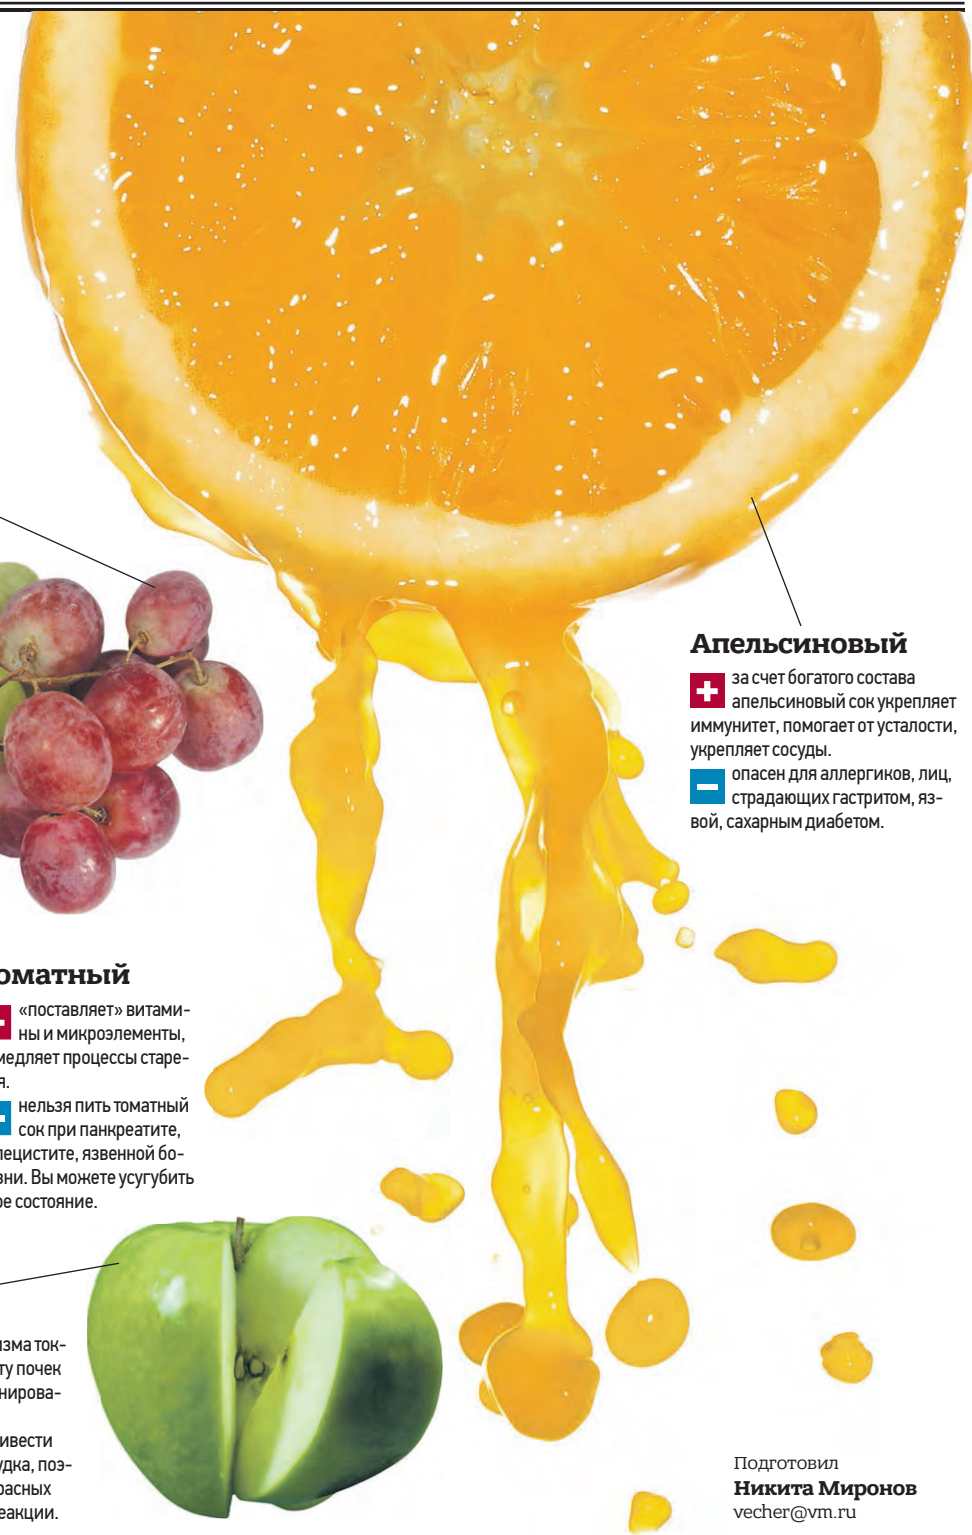 Апельсиновый
за счет богатого состава
апельсиновый сок укрепляет
иммунитет, помогает от усталости,
укрепляет сосуды.
опасен для аллергиков, лиц,
страдающих гастритом, яз-
вой, сахарным диабетом.
оматный
«поставляет» витами-
ны и микроэлементы,
медляет процессы старе-
я.
нельзя пить томатный
сок при панкреатите,
лецистите, язвенной бо-
зни. Вы можете усугубить
ое состояние.
изма ток-
ту почек
нирова-
ивести
удка, поэ-
расных
еакции.
Подготовил
Никита Миронов
vecher@vm.ru